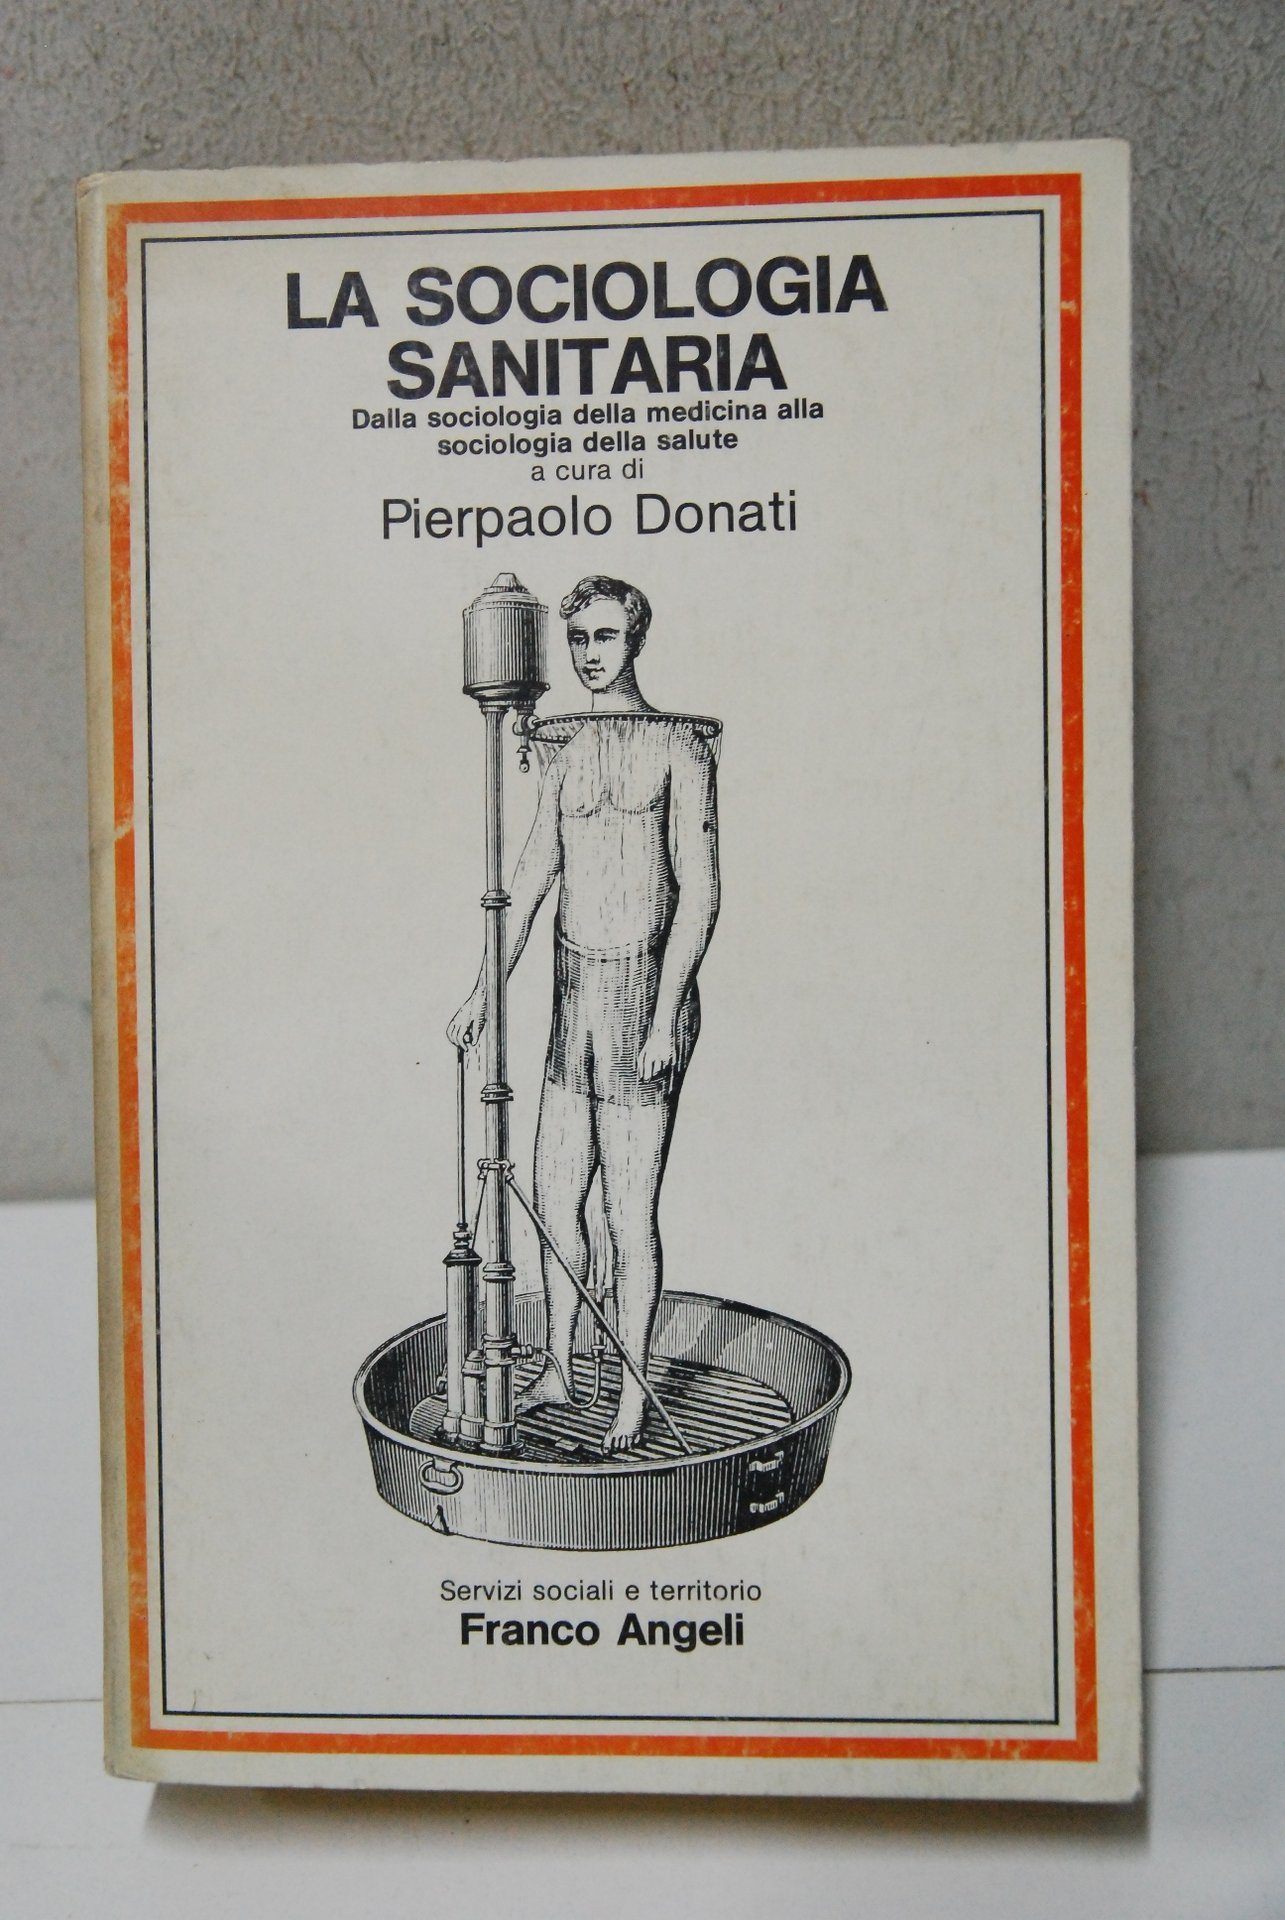 LA SOCIOLOGIA
SANITARIA
Dalla sociologia della medicina alla
sociologia della salute
a cura di
Pierpaolo Donati
Servizi sociali e territorio
Franco Angeli